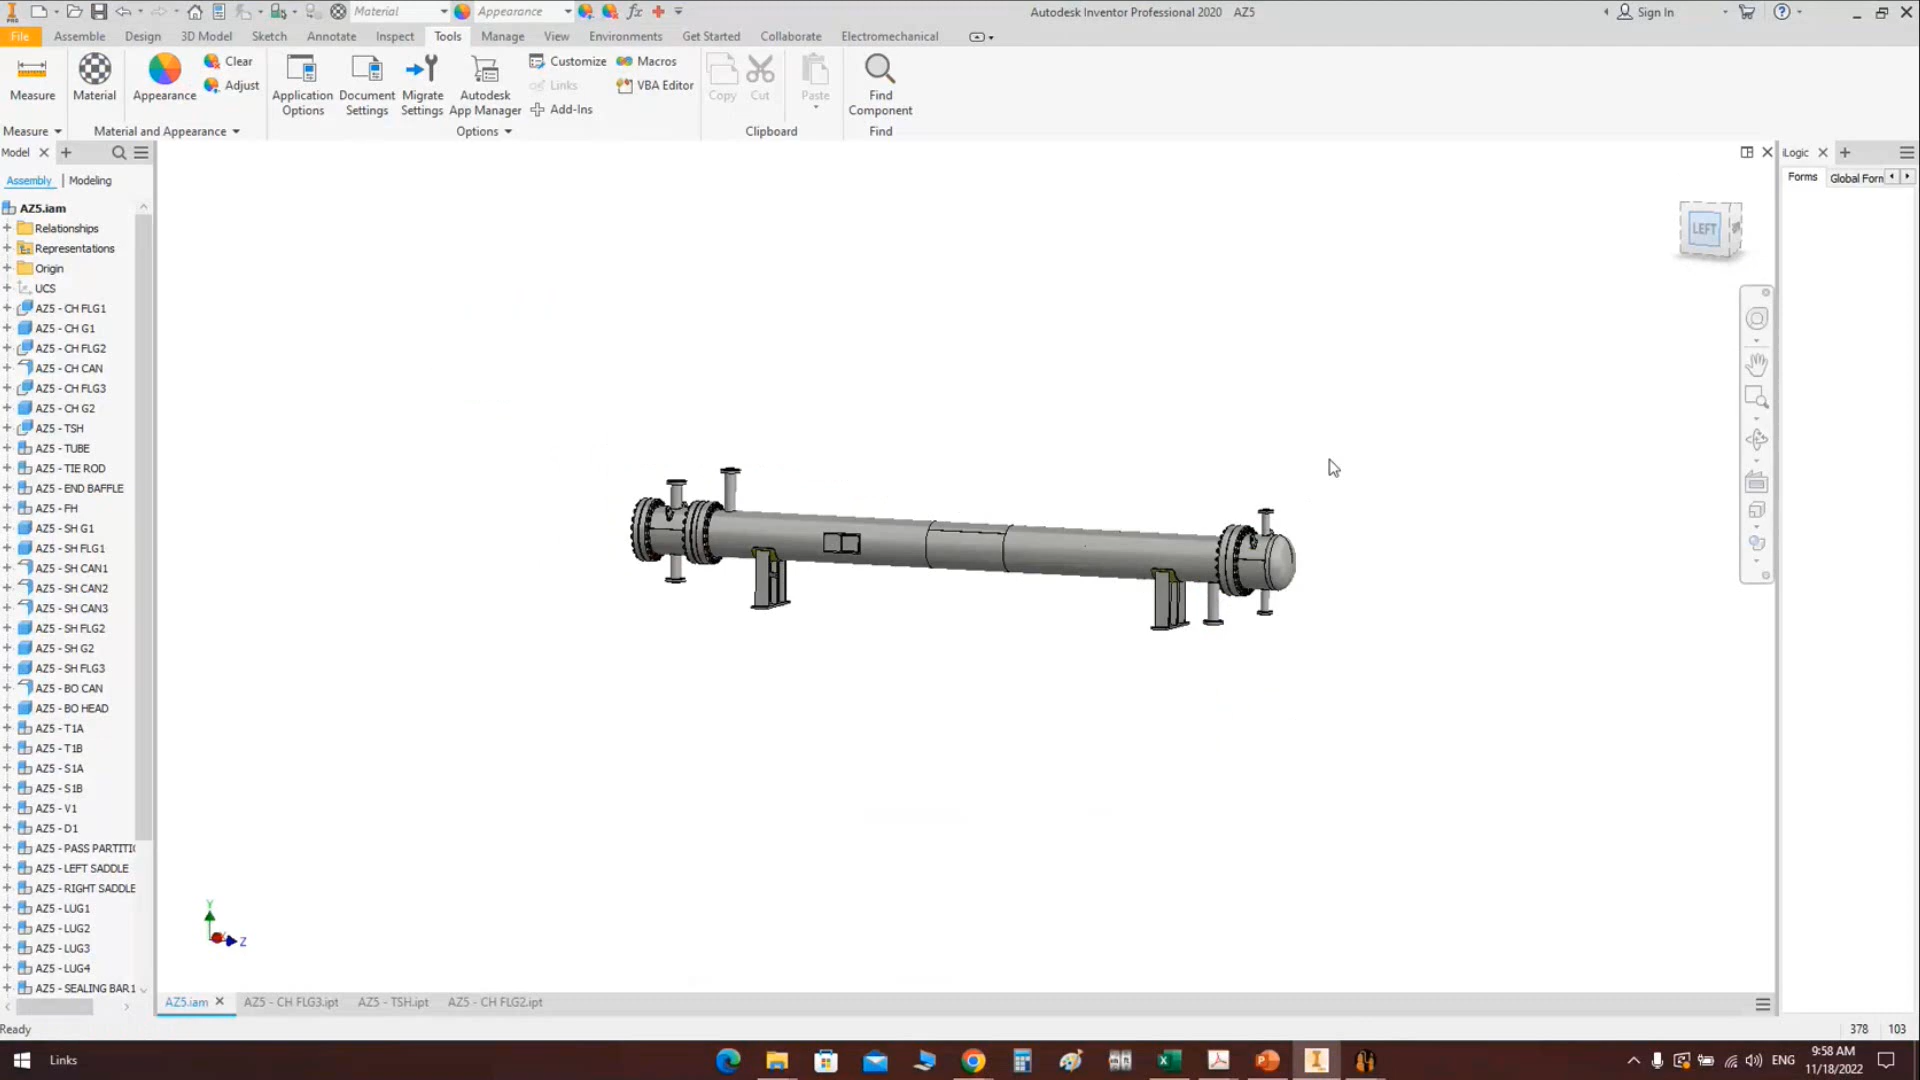 Material
Appearance
Autodesk Inventor Professional 2020 AZ5
Sign In
File Assemble Design 3D Model Sketch Annotate Inspect Tools Manage View Environments Get Started Collaborate Electromechanical
Measure
Material
Appearance
Clear
Adjust
Application Options
Document Settings
Migrate Settings
Autodesk App Manager
Customize
Links
Add-Ins
Macros
VBA Editor
Copy
Cut
Paste
Find Component
Measure
Material and Appearance
Options
Clipboard
Find
Model
iLogic
Assembly | Modeling
Forms
Global Form
AZ5.iam
Relationships
Representations
Origin
UCS
AZ5 - CH FLG1
AZ5 - CH G1
AZ5 - CH FLG2
AZ5 - CH CAN
AZ5 - CH FLG3
AZ5 - CH G2
AZ5 - TSH
AZ5 - TUBE
AZ5 - TIE ROD
AZ5 - END BAFFLE
AZ5 - FH
AZ5 - SH G1
AZ5 - SH FLG1
AZ5 - SH CAN1
AZ5 - SH CAN2
AZ5 - SH CAN3
AZ5 - SH FLG2
AZ5 - SH G2
AZ5 - SH FLG3
AZ5 - BO CAN
AZ5 - BO HEAD
AZ5 - T1A
AZ5 - T1B
AZ5 - S1A
AZ5 - S1B
AZ5 - V1
AZ5 - D1
AZ5 - PASS PARTITIC
AZ5 - LEFT SADDLE
AZ5 - RIGHT SADDLE
AZ5 - LUG1
AZ5 - LUG2
AZ5 - LUG3
AZ5 - LUG4
AZ5 - SEALING BAR1
LEFT
Y
Z
AZ5.iam
AZ5 - CH FLG3.ipt
AZ5 - TSH.ipt
AZ5 - CH FLG2.ipt
Ready
378 103
Links
ENG
9:58 AM
11/18/2022